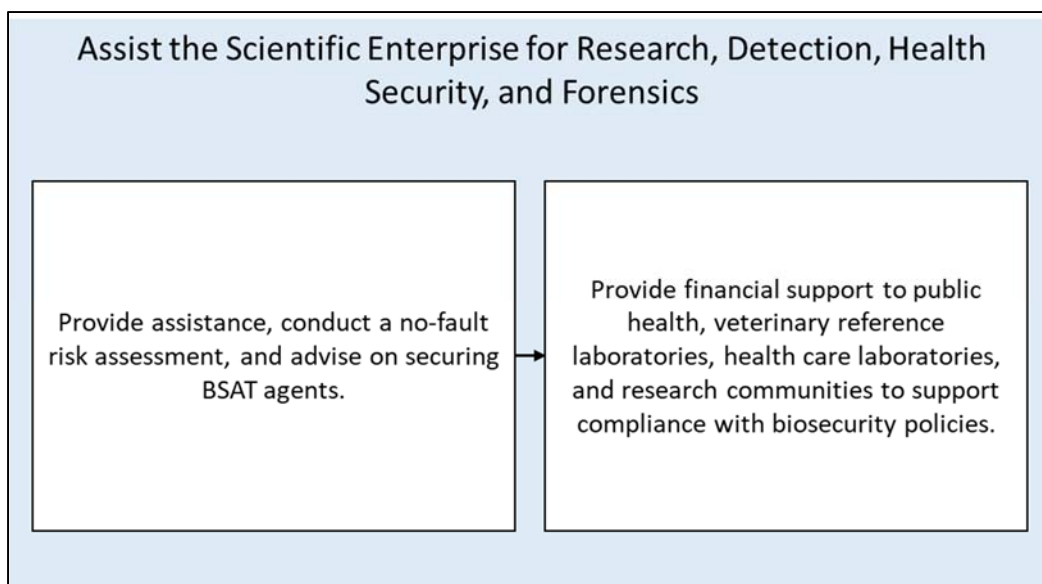 Assist the Scientific Enterprise for Research, Detection, Health
Security, and Forensics
Provide assistance, conduct a no-fault
risk assessment, and advise on securing
BSAT agents.
Provide financial support to public
health, veterinary reference
laboratories, health care laboratories,
and research communities to support
compliance with biosecurity policies.